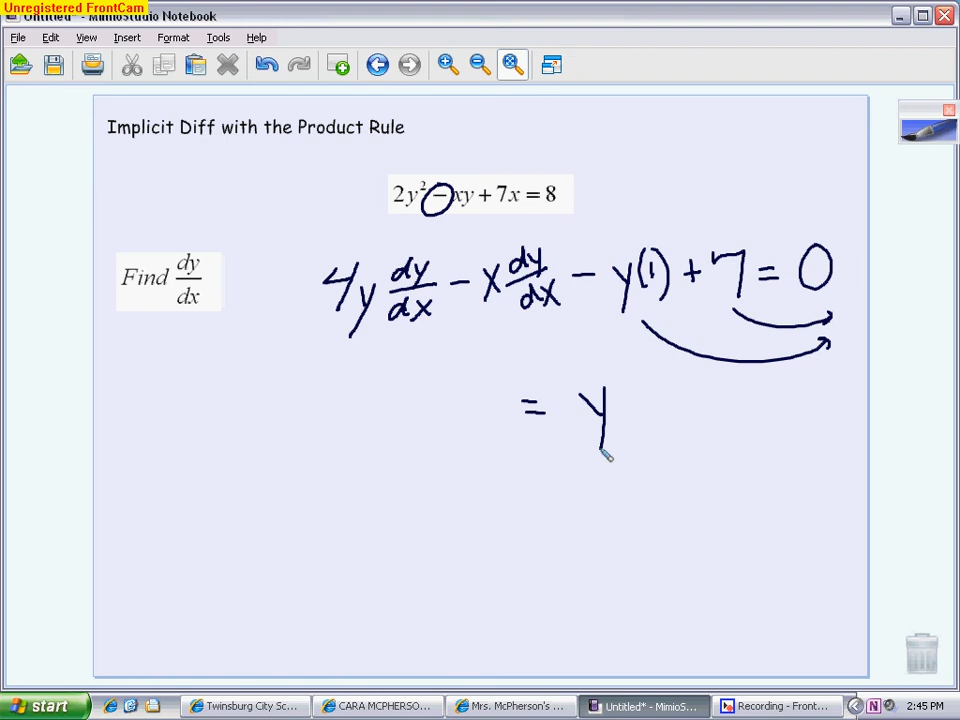 Unregistered FrontCam
Untitled* - MimioStudio Notebook
File Edit View Insert Format Tools Help
Implicit Diff with the Product Rule
2y² − xy + 7x = 8
Find dy/dx
4y dy/dx − x dy/dx − y(1) + 7 = 0
= y
start Twinsburg City Sc... CARA MCPHERSO... Mrs. McPherson's ... Untitled* - MimioS... Recording - Front... N 2:45 PM